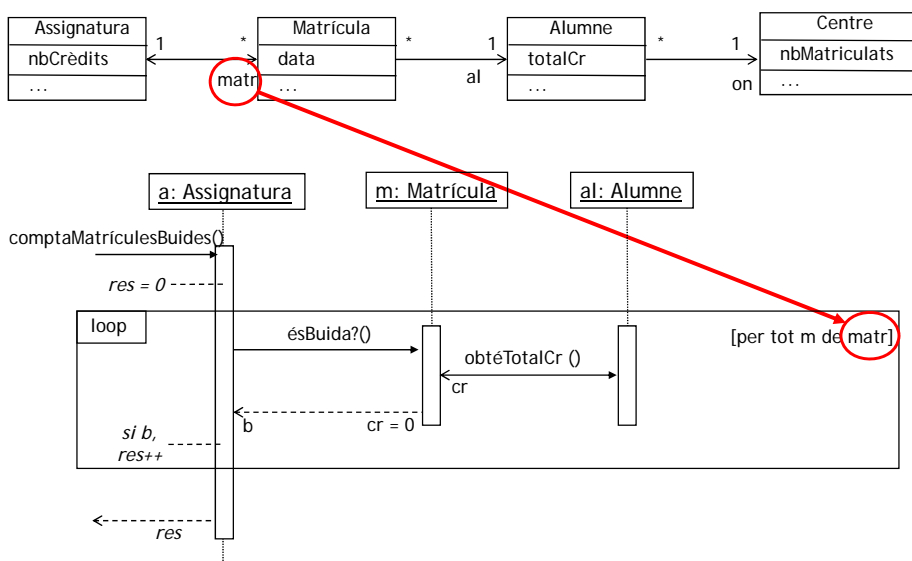 Assignatura
nbCrèdits
...
1
*
matr
Matrícula
data
...
*
1
al
Alumne
totalCr
...
*
1
on
Centre
nbMatriculats
...
a: Assignatura
m: Matrícula
al: Alumne
comptaMatrículesBuides()
res = 0
loop
[per tot m de matr]
ésBuida?()
obtéTotalCr ()
cr
b
cr = 0
si b,
res++
res